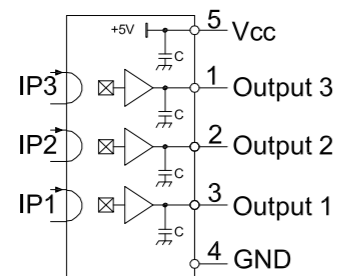 5 Vcc
+5V
C
IP3 1 Output 3
C
IP2 2 Output 2
C
IP1 3 Output 1
C
4 GND